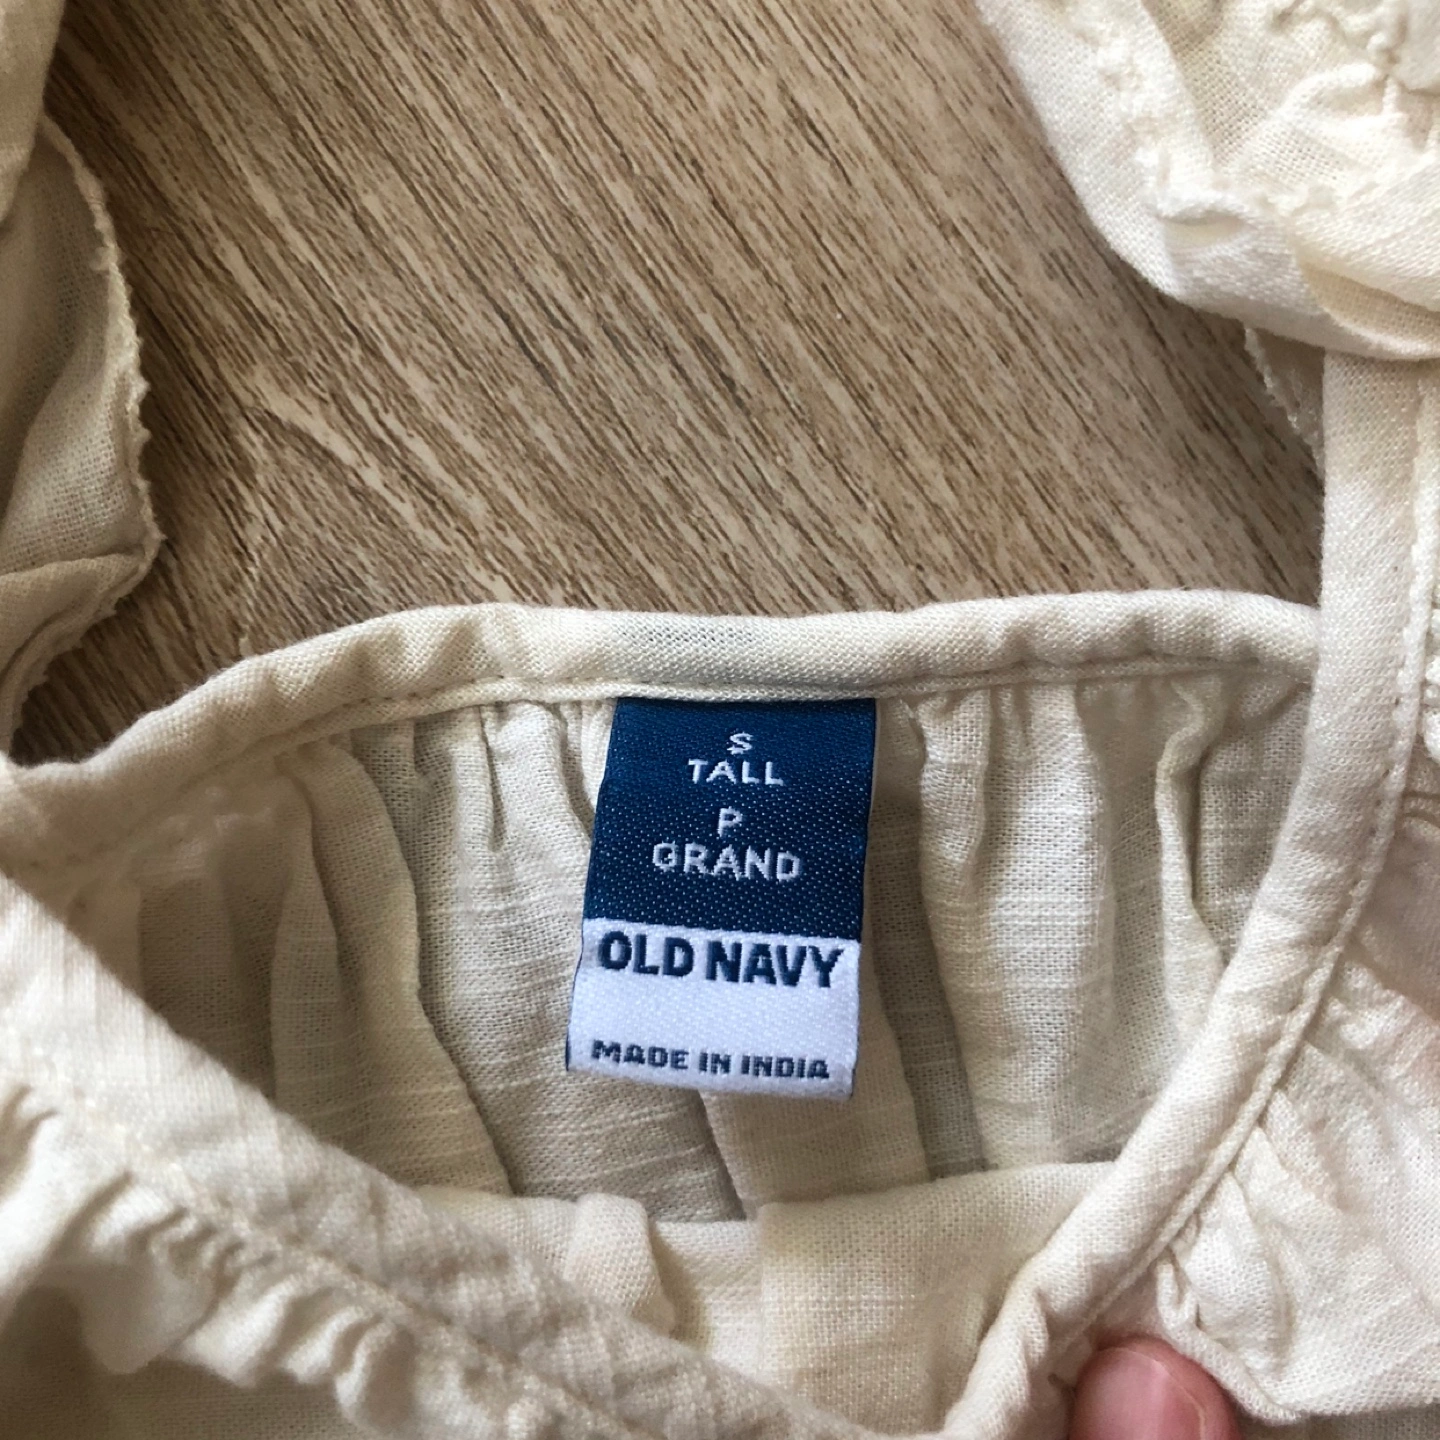 S
TALL
P
GRAND
OLD NAVY
MADE IN INDIA